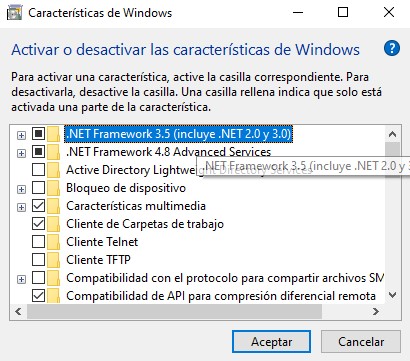 Características de Windows
Activar o desactivar las características de Windows
Para activar una característica, active la casilla correspondiente. Para
desactivarla, desactive la casilla. Una casilla rellena indica que solo está
activada una parte de la característica.
.NET Framework 3.5 (incluye .NET 2.0 y 3.0)
.NET Framework 4.8 Advanced Services
.NET Framework 3.5 (incluye .NET 2.0 y
Active Directory Lightweight Directory Services
Bloqueo de dispositivo
Características multimedia
Cliente de Carpetas de trabajo
Cliente Telnet
Cliente TFTP
Compatibilidad con el protocolo para compartir archivos SM
Compatibilidad de API para compresión diferencial remota
Aceptar
Cancelar